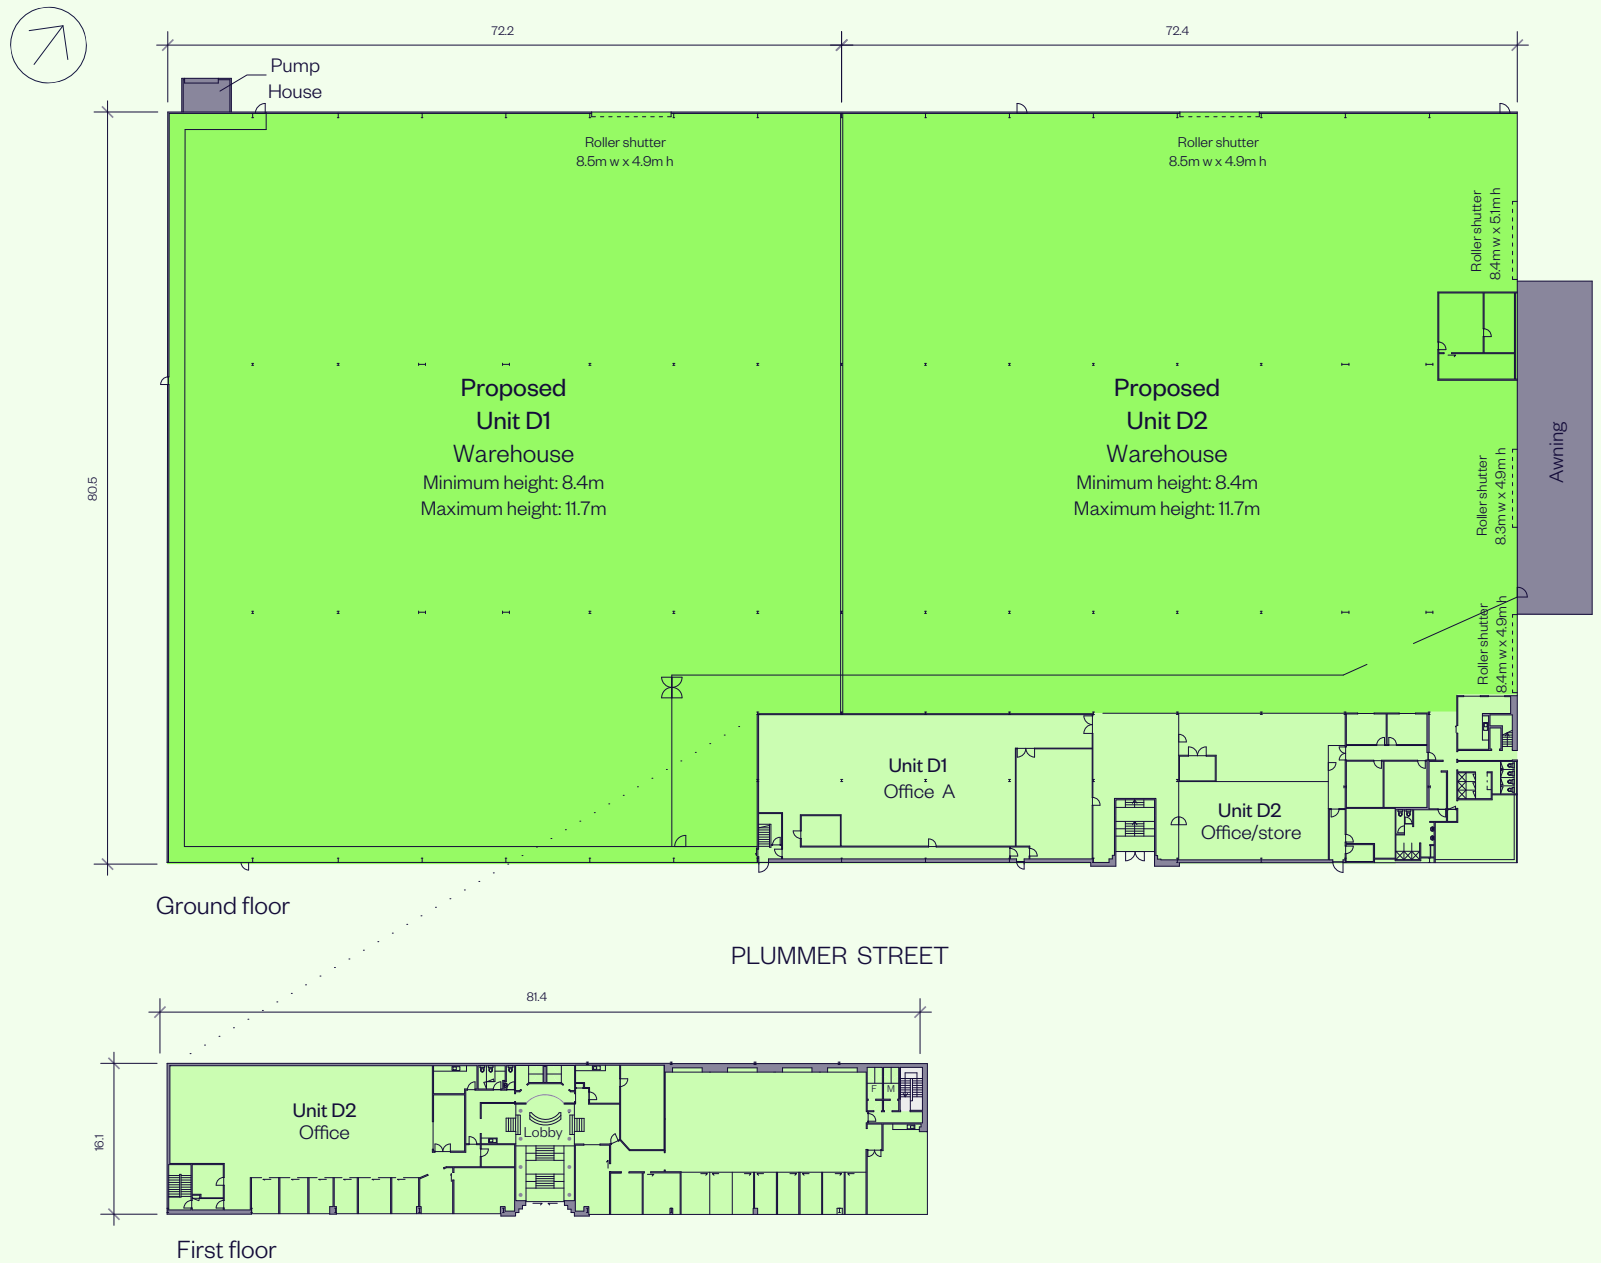 72.2
72.4
Pump
House
Roller shutter
8.5m w x 4.9m h
Roller shutter
8.5m w x 4.9m h
Roller shutter
8.4m w x 5.1m h
80.5
Proposed
Unit D1
Warehouse
Minimum height: 8.4m
Maximum height: 11.7m
Proposed
Unit D2
Warehouse
Minimum height: 8.4m
Maximum height: 11.7m
Awning
Roller shutter
8.3m w x 4.9m h
Roller shutter
8.4m w x 4.9m h
Unit D1
Office A
Unit D2
Office/store
Ground floor
PLUMMER STREET
81.4
16.1
Unit D2
Office
Lobby
F
M
First floor